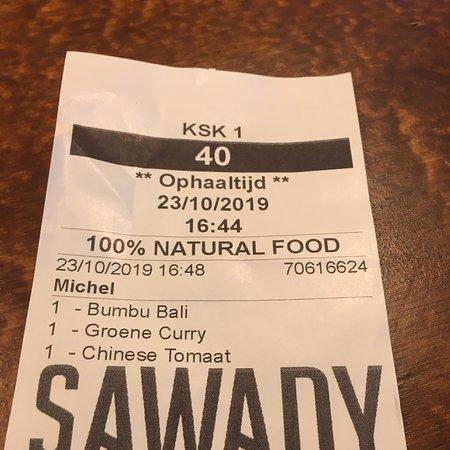 KSK 1
40
** Ophaaltijd **
23/10/2019
16:44
100% NATURAL FOOD
23/10/2019 16:48 70616624
Michel
1 - Bumbu Bali
1 - Groene Curry
1 - Chinese Tomaat
SAWADY